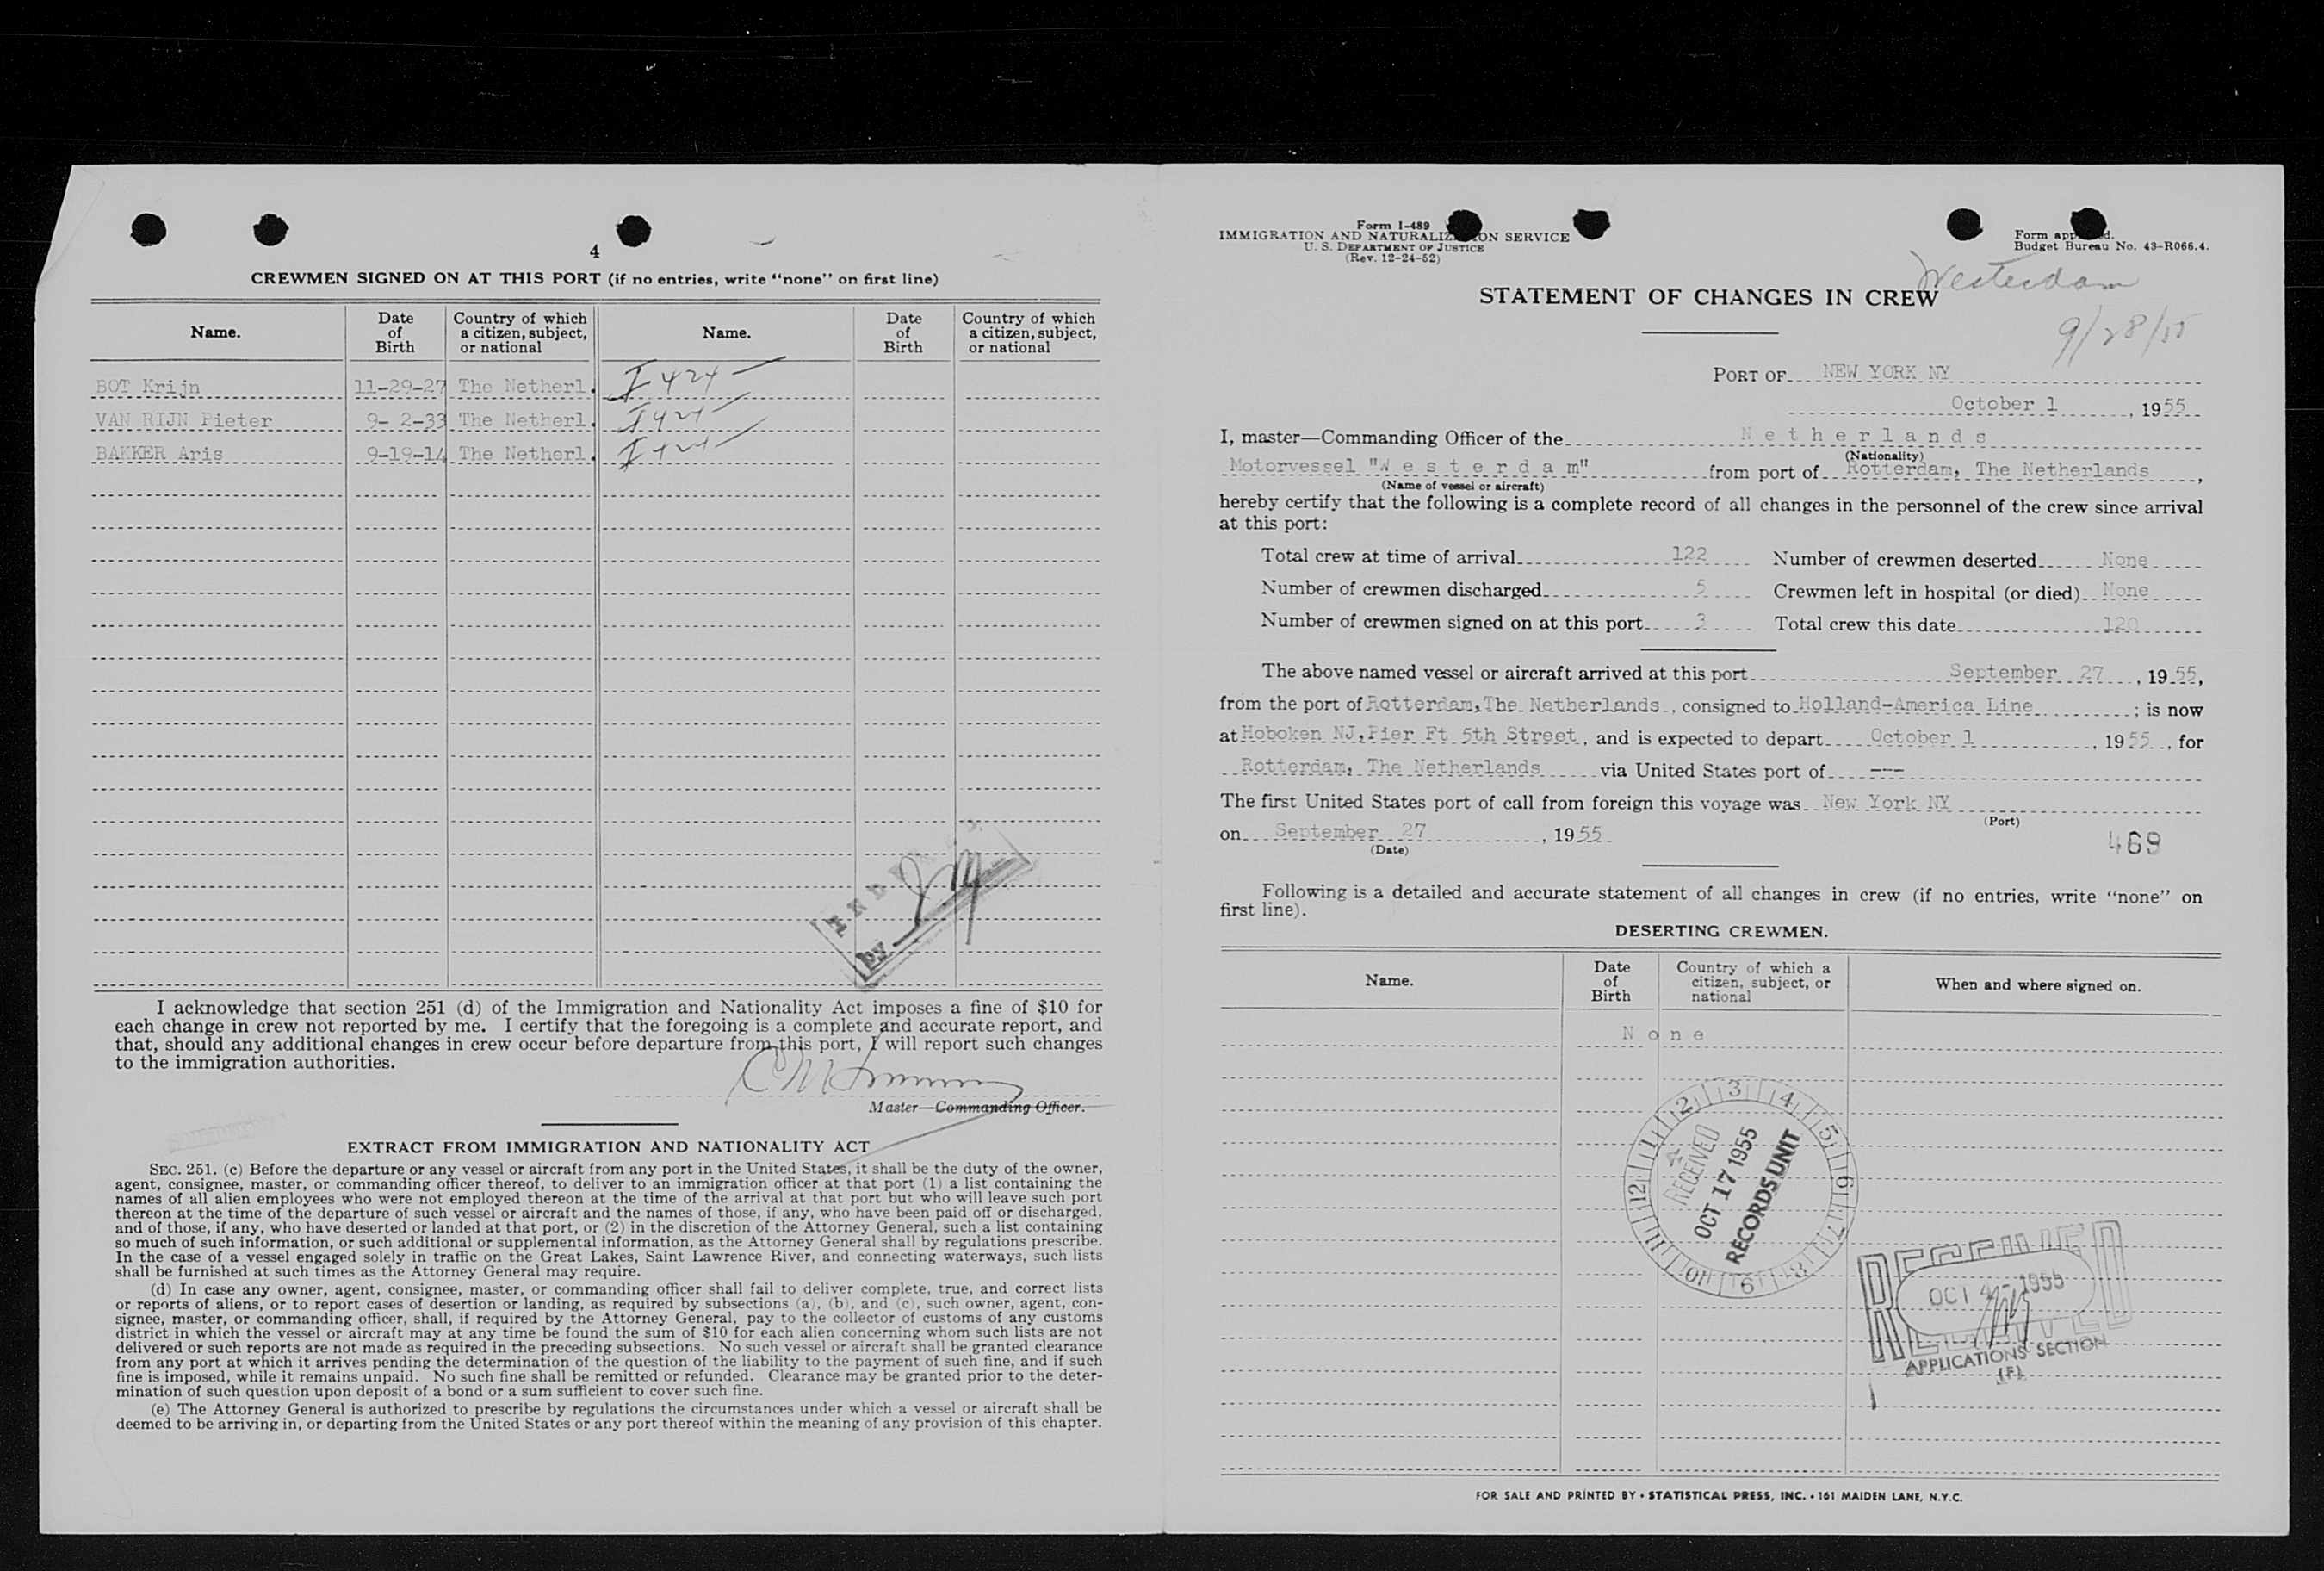 4
CREWMEN SIGNED ON AT THIS PORT (if no entries, write “none” on first line)
Name. Date of Birth Country of which a citizen, subject, or national Name. Date of Birth Country of which a citizen, subject, or national
BOT Krijn 11-29-27 The Netherl. I 424
VAN RIJN Pieter 9- 2-33 The Netherl. I 424
BAKKER Aris 9-19-14 The Netherl. I 424
INDEXED
by
I acknowledge that section 251 (d) of the Immigration and Nationality Act imposes a fine of $10 for
each change in crew not reported by me. I certify that the foregoing is a complete and accurate report, and
that, should any additional changes in crew occur before departure from this port, I will report such changes
to the immigration authorities.
Master—Commanding Officer.
EXTRACT FROM IMMIGRATION AND NATIONALITY ACT
SEC. 251. (c) Before the departure or any vessel or aircraft from any port in the United States, it shall be the duty of the owner,
agent, consignee, master, or commanding officer thereof, to deliver to an immigration officer at that port (1) a list containing the
names of all alien employees who were not employed thereon at the time of the arrival at that port but who will leave such port
thereon at the time of the departure of such vessel or aircraft and the names of those, if any, who have been paid off or discharged,
and of those, if any, who have deserted or landed at that port, or (2) in the discretion of the Attorney General, such a list containing
so much of such information, or such additional or supplemental information, as the Attorney General shall by regulations prescribe.
In the case of a vessel engaged solely in traffic on the Great Lakes, Saint Lawrence River, and connecting waterways, such lists
shall be furnished at such times as the Attorney General may require.
(d) In case any owner, agent, consignee, master, or commanding officer shall fail to deliver complete, true, and correct lists
or reports of aliens, or to report cases of desertion or landing, as required by subsections (a), (b), and (c), such owner, agent, con-
signee, master, or commanding officer, shall, if required by the Attorney General, pay to the collector of customs of any customs
district in which the vessel or aircraft may at any time be found the sum of $10 for each alien concerning whom such lists are not
delivered or such reports are not made as required in the preceding subsections. No such vessel or aircraft shall be granted clearance
from any port at which it arrives pending the determination of the question of the liability to the payment of such fine, and if such
fine is imposed, while it remains unpaid. No such fine shall be remitted or refunded. Clearance may be granted prior to the deter-
mination of such question upon deposit of a bond or a sum sufficient to cover such fine.
(e) The Attorney General is authorized to prescribe by regulations the circumstances under which a vessel or aircraft shall be
deemed to be arriving in, or departing from the United States or any port thereof within the meaning of any provision of this chapter.
Form I-489
IMMIGRATION AND NATURALIZATION SERVICE
U. S. DEPARTMENT OF JUSTICE
(Rev. 12-24-52)
Form approved.
Budget Bureau No. 43-R066.4.
Westerdam
STATEMENT OF CHANGES IN CREW
9/28/55
PORT OF NEW YORK NY
October 1, 1955
I, master—Commanding Officer of the Netherlands
(Nationality)
Motorvessel "Westerdam" from port of Rotterdam, The Netherlands,
(Name of vessel or aircraft)
hereby certify that the following is a complete record of all changes in the personnel of the crew since arrival
at this port:
Total crew at time of arrival 122 Number of crewmen deserted None
Number of crewmen discharged 5 Crewmen left in hospital (or died) None
Number of crewmen signed on at this port 3 Total crew this date 120
The above named vessel or aircraft arrived at this port September 27, 1955,
from the port of Rotterdam,The Netherlands, consigned to Holland-America Line; is now
at Hoboken NJ,Pier Ft 5th Street, and is expected to depart October 1, 1955, for
Rotterdam, The Netherlands via United States port of ---
The first United States port of call from foreign this voyage was New York NY
(Port)
on September 27, 1955
(Date)
469
Following is a detailed and accurate statement of all changes in crew (if no entries, write “none” on
first line).
DESERTING CREWMEN.
Name. Date of Birth Country of which a citizen, subject, or national When and where signed on.
None
1 2 3 4 5 6 7 8 9 10 11 12
RECEIVED
OCT 17 1955
RECORDS UNIT
RECEIVED
OCT 4 - 1955
RECEIVED
APPLICATIONS SECTION
(F)
FOR SALE AND PRINTED BY • STATISTICAL PRESS, INC. • 161 MAIDEN LANE, N.Y.C.